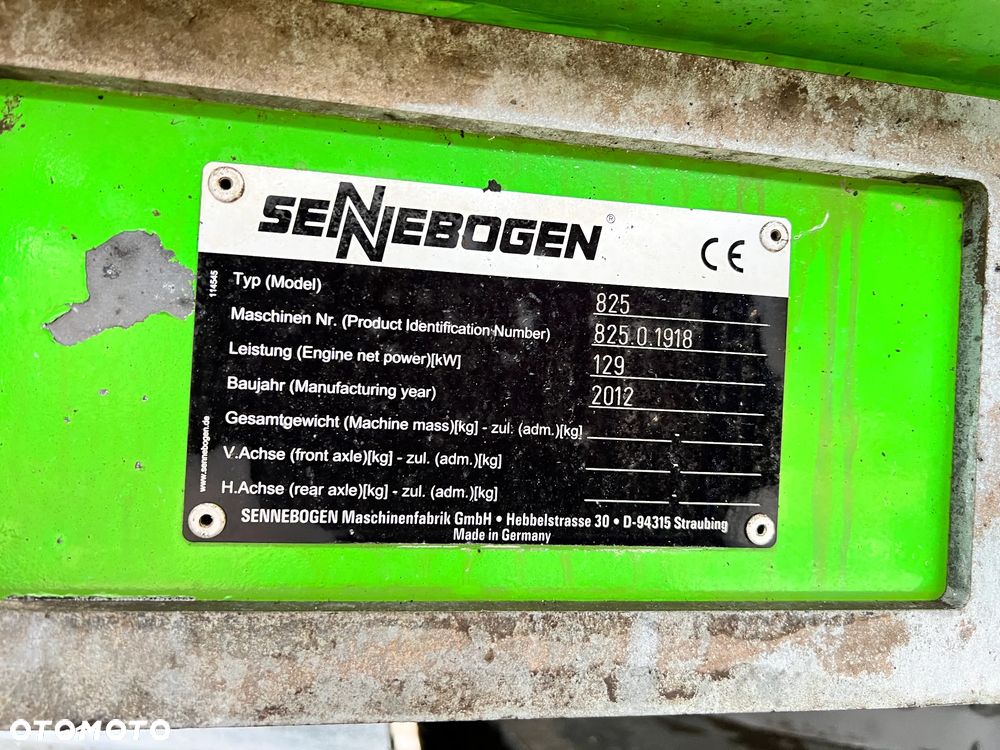 SENNEBOGEN®
CE
114545
Typ (Model) 825
Maschinen Nr. (Product Identification Number) 825.0.1918
Leistung (Engine net power)[kW] 129
Baujahr (Manufacturing year) 2012
Gesamtgewicht (Machine mass)[kg] - zul. (adm.)[kg] -
V.Achse (front axle)[kg] - zul. (adm.)[kg] -
H.Achse (rear axle)[kg] - zul. (adm.)[kg] -
www.sennebogen.de
SENNEBOGEN Maschinenfabrik GmbH • Hebbelstrasse 30 • D-94315 Straubing
Made in Germany
OTOMOTO